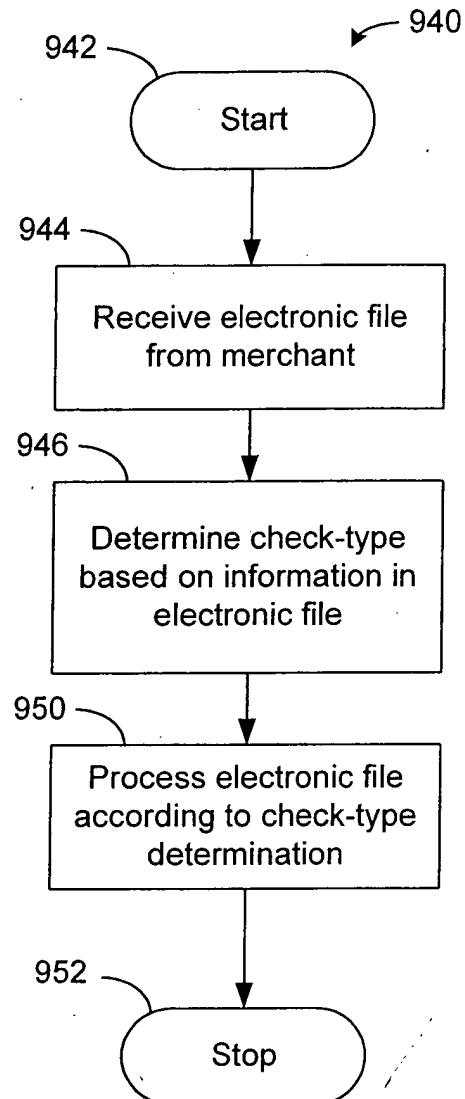 940
942
Start
944
Receive electronic file
from merchant
946
Determine check-type
based on information in
electronic file
950
Process electronic file
according to check-type
determination
952
Stop